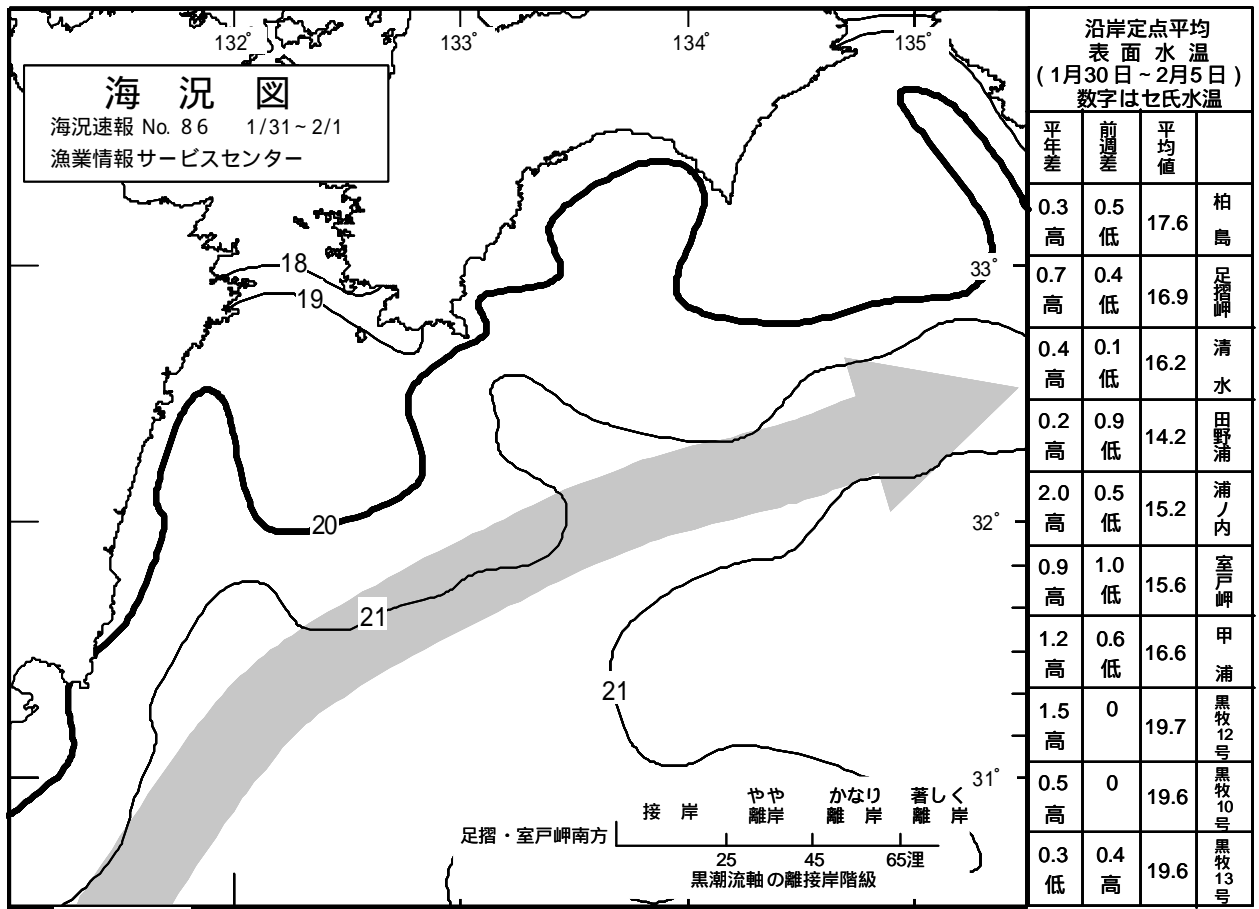 海 況 図
海況速報 No. 86 1/31~2/1
漁業情報サービスセンター
132°
133°
134°
135°
18
19
20
21
21
33°
32°
31°
接 岸
やや
離岸
かなり
離 岸
著しく
離 岸
足摺・室戸岬南方
25
45
65浬
黒潮流軸の離接岸階級
沿岸定点平均
表 面 水 温
(1月30日~2月5日)
数字はセ氏水温
平年差 前週差 平均値
0.3高 0.5低 17.6 柏島
0.7高 0.4低 16.9 足摺岬
0.4高 0.1低 16.2 清水
0.2高 0.9低 14.2 田野浦
2.0高 0.5低 15.2 浦ノ内
0.9高 1.0低 15.6 室戸岬
1.2高 0.6低 16.6 甲浦
1.5高 0 19.7 黒牧12号
0.5高 0 19.6 黒牧10号
0.3低 0.4高 19.6 黒牧13号